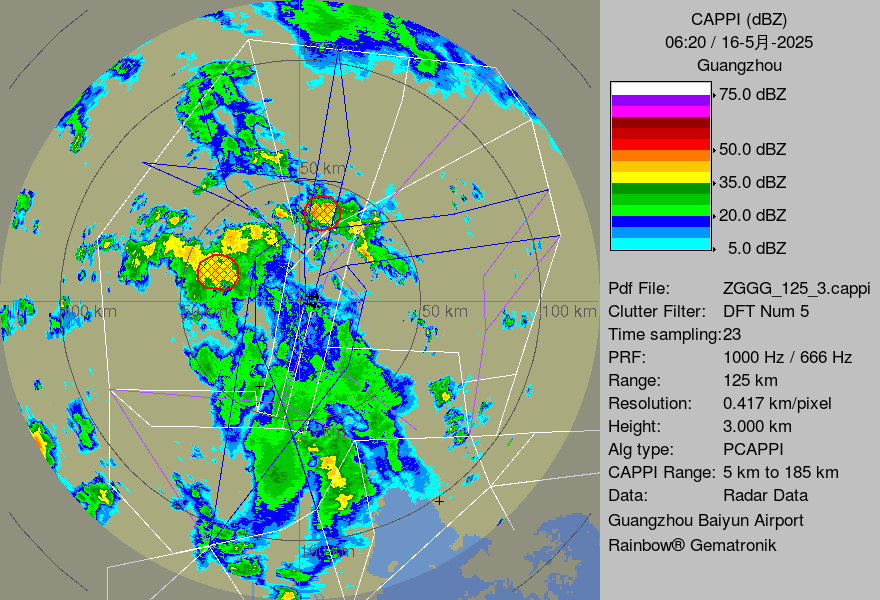 CAPPI (dBZ)
06:20 / 16-5月-2025
Guangzhou
75.0 dBZ
50.0 dBZ
35.0 dBZ
20.0 dBZ
5.0 dBZ
Pdf File: ZGGG_125_3.cappi
Clutter Filter: DFT Num 5
Time sampling:23
PRF: 1000 Hz / 666 Hz
Range: 125 km
Resolution: 0.417 km/pixel
Height: 3.000 km
Alg type: PCAPPI
CAPPI Range: 5 km to 185 km
Data: Radar Data
Guangzhou Baiyun Airport
Rainbow® Gematronik
50 km
100 km
50 km
50 km
100 km
100 km